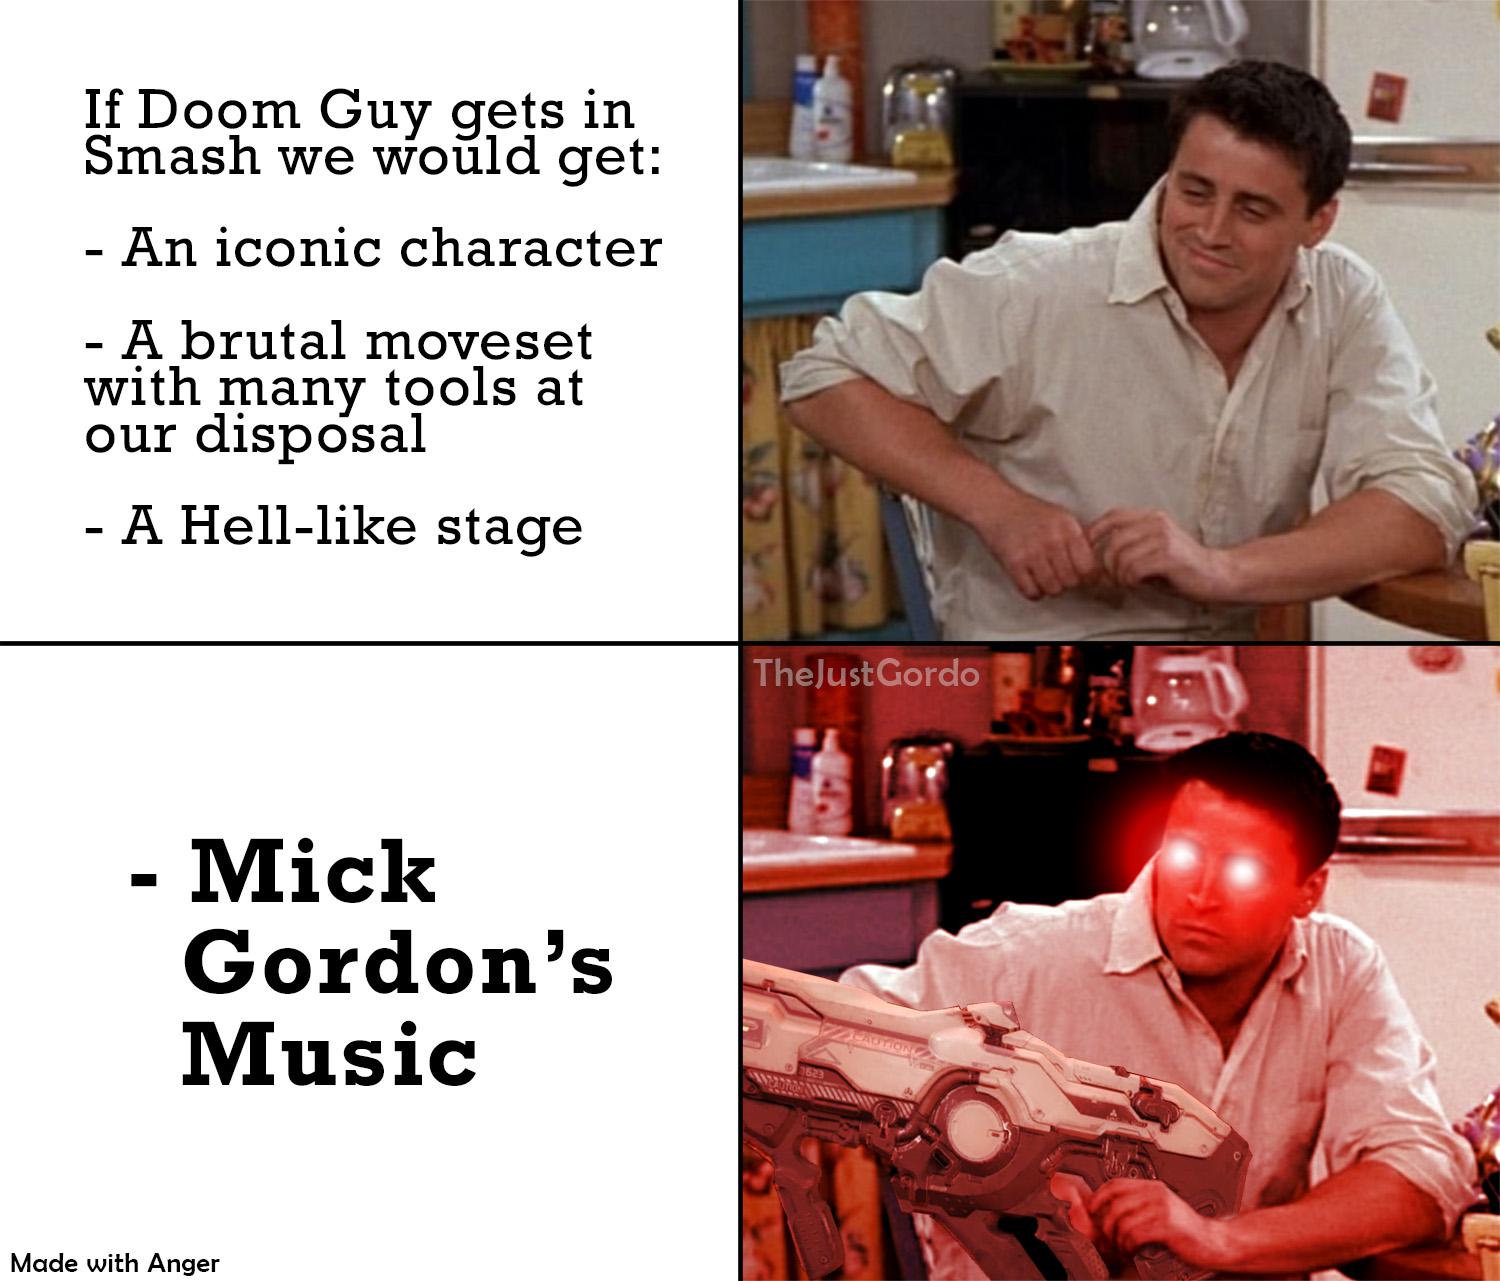 If Doom Guy gets in
Smash we would get:
- An iconic character
- A brutal moveset
with many tools at
our disposal
- A Hell-like stage
TheJustGordo
- Mick
Gordon's
Music
CAUTION
Made with Anger